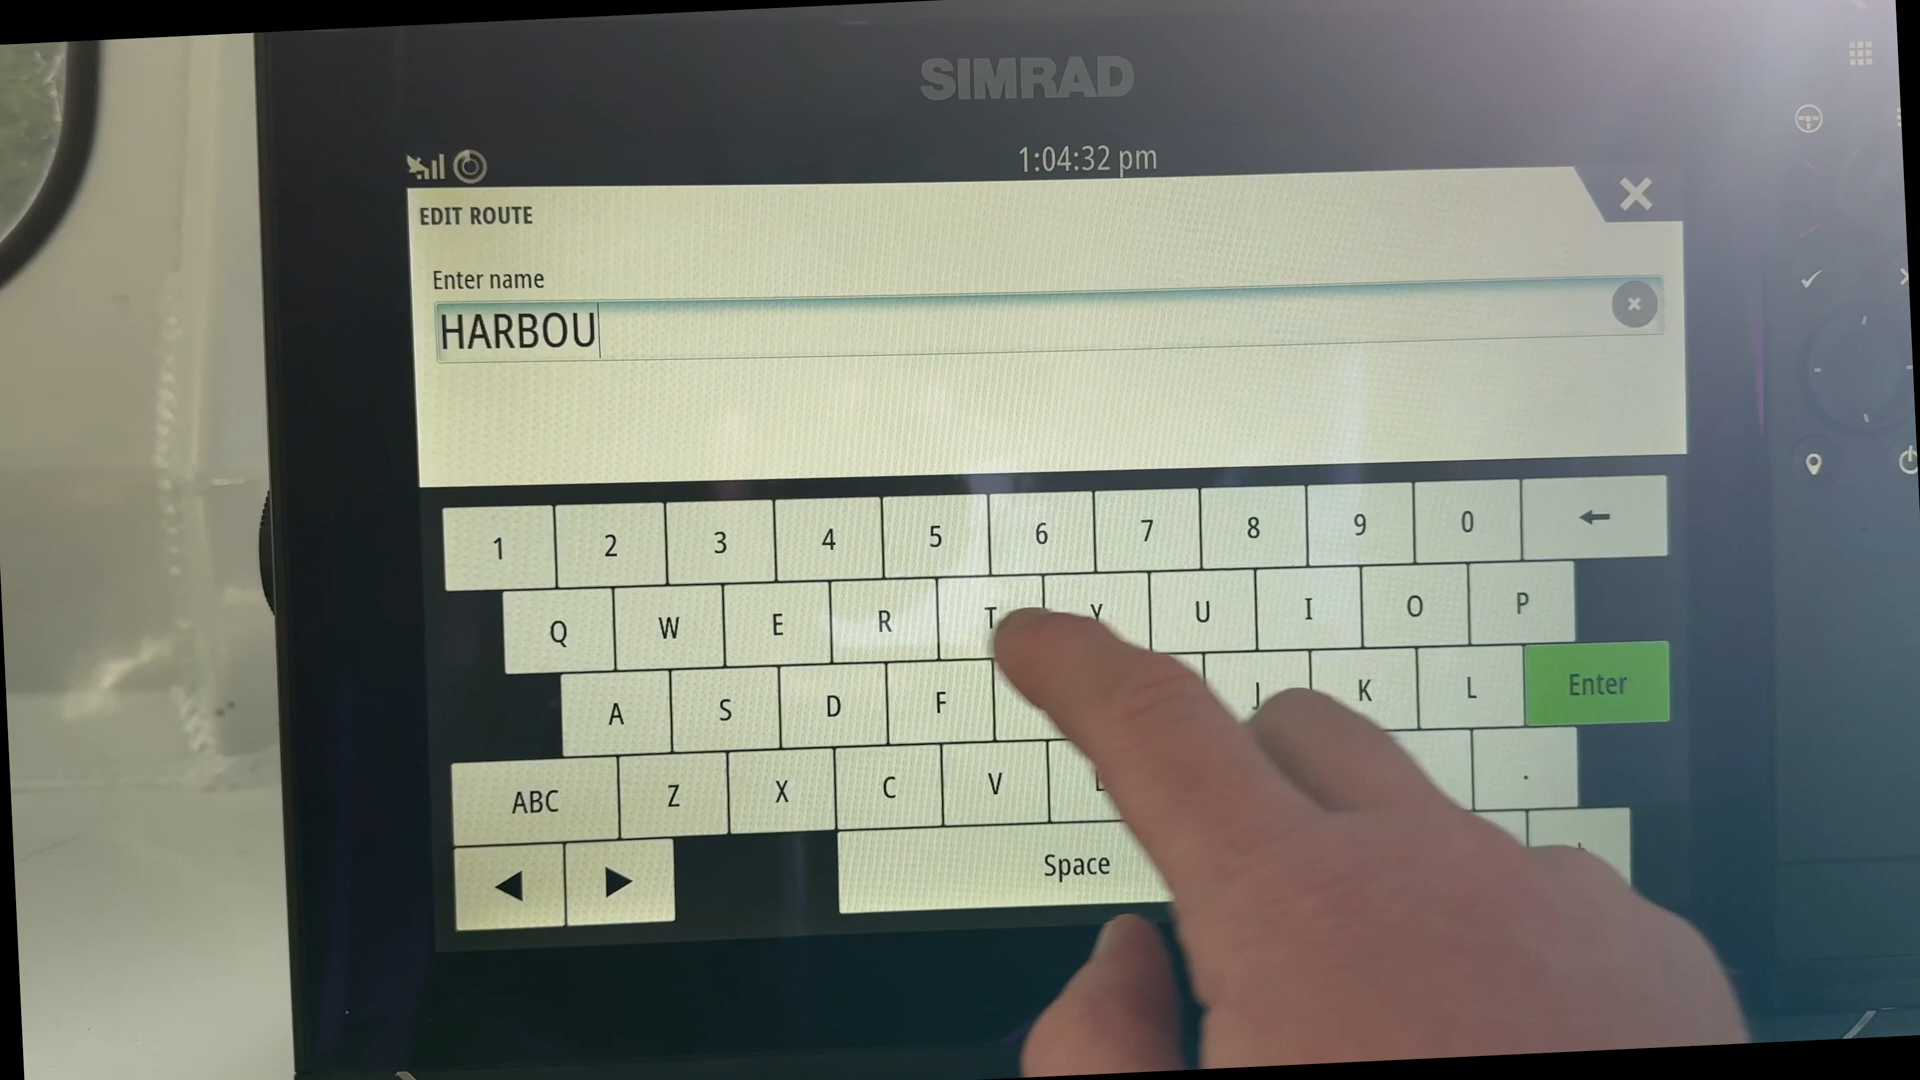 SIMRAD
1:04:32 pm
EDIT ROUTE
Enter name
HARBOU
1 2 3 4 5 6 7 8 9 0
Q W E R T Y U I O P
A S D F J K L Enter
ABC Z X C V .
Space